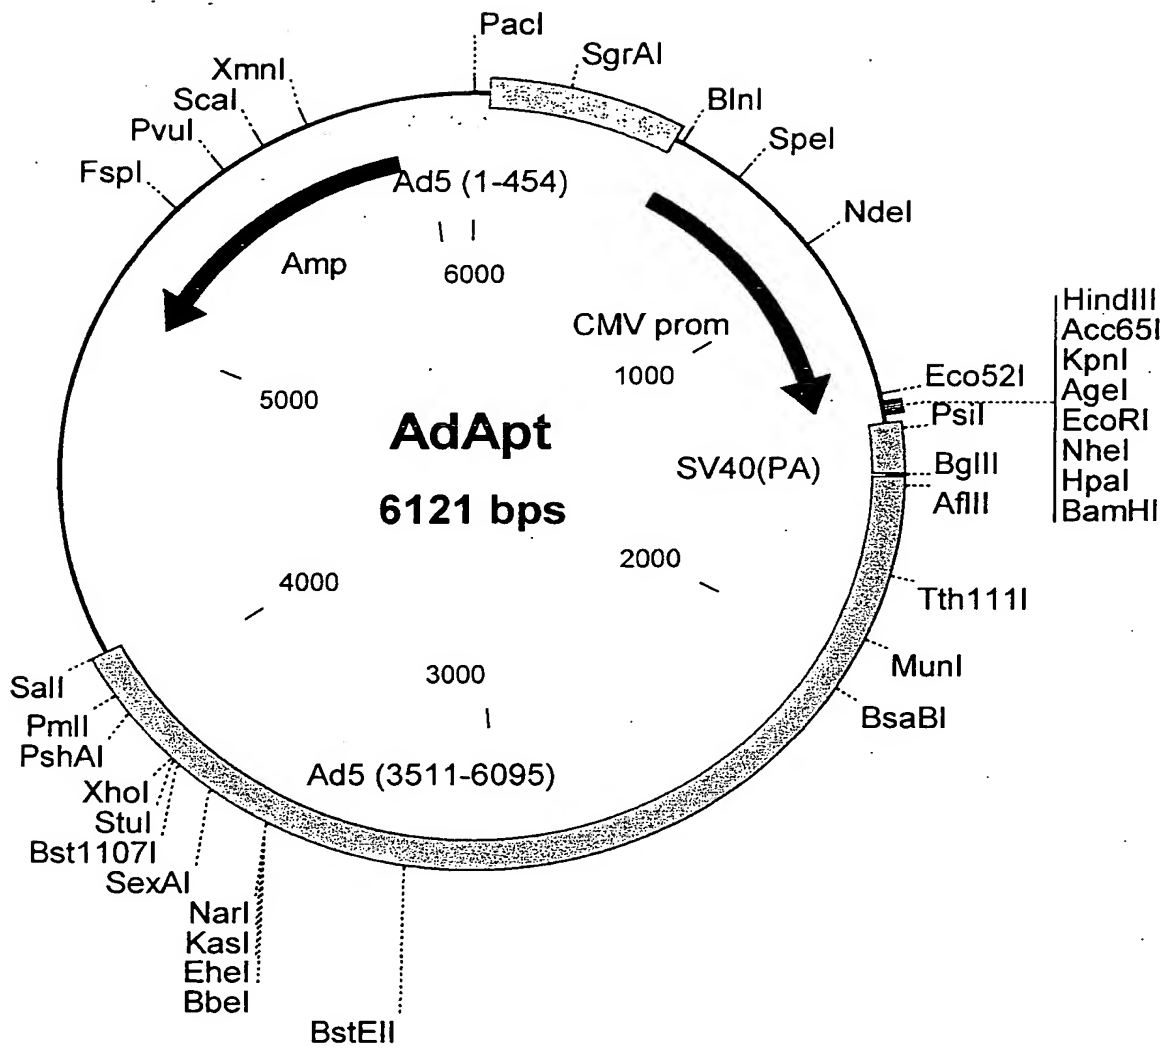 PacI
SgrAI
XmnI
ScaI
BlnI
PvuI
SpeI
FspI
Ad5 (1-454)
NdeI
Amp
6000
HindIII
Acc65I
KpnI
AgeI
EcoRI
NheI
HpaI
BamHI
CMV prom
1000
5000
Eco52I
PsiI
AdApt
SV40(PA)
BglII
AflII
6121 bps
2000
4000
Tth111I
MunI
3000
SalI
PmlI
BsaBI
PshAI
Ad5 (3511-6095)
XhoI
StuI
Bst1107I
SexAI
NarI
KasI
EheI
BbeI
BstEII